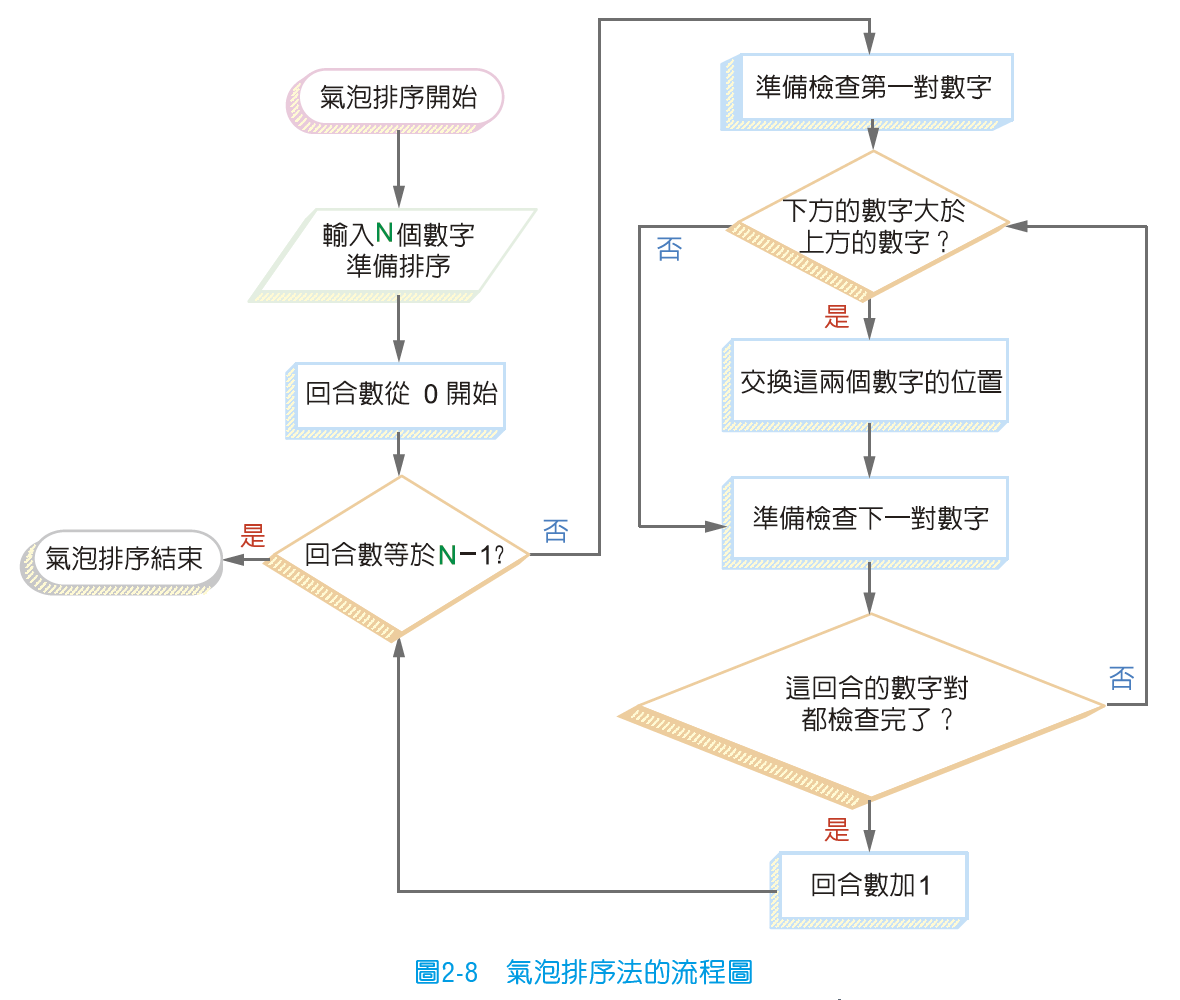 氣泡排序開始
輸入N個數字
準備排序
回合數從 0 開始
回合數等於N－1?
是
否
氣泡排序結束
準備檢查第一對數字
下方的數字大於
上方的數字？
否
是
交換這兩個數字的位置
準備檢查下一對數字
這回合的數字對
都檢查完了？
否
是
回合數加1
圖2-8 氣泡排序法的流程圖